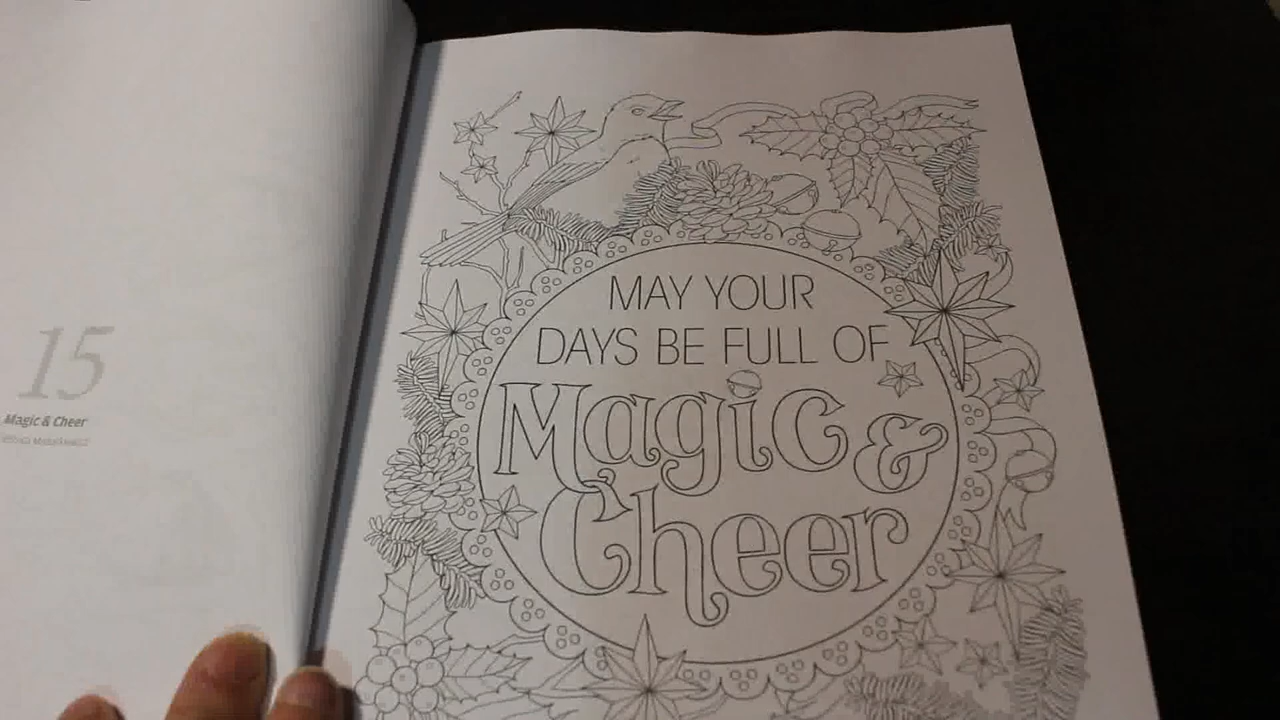 15
Magic & Cheer
MAY YOUR
DAYS BE FULL OF
Magic &
Cheer